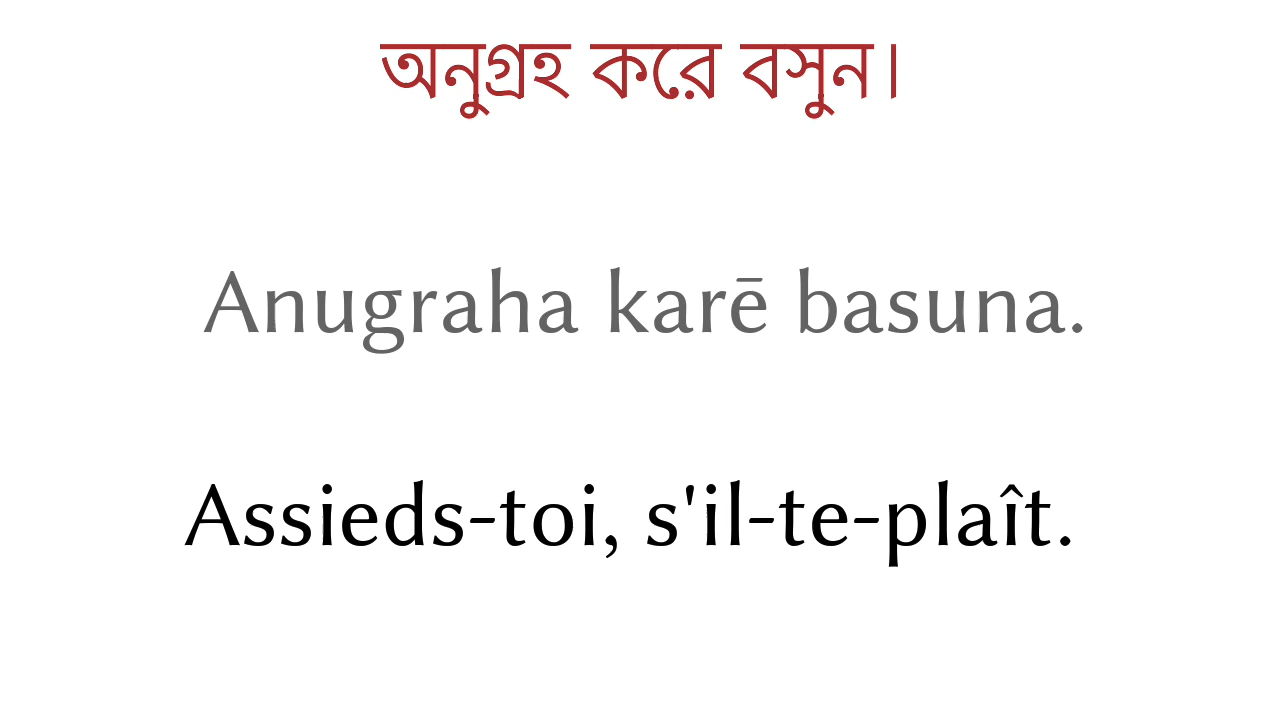 অনুগ্রহ করে বসুন।
Anugraha karē basuna.
Assieds-toi, s'il-te-plaît.